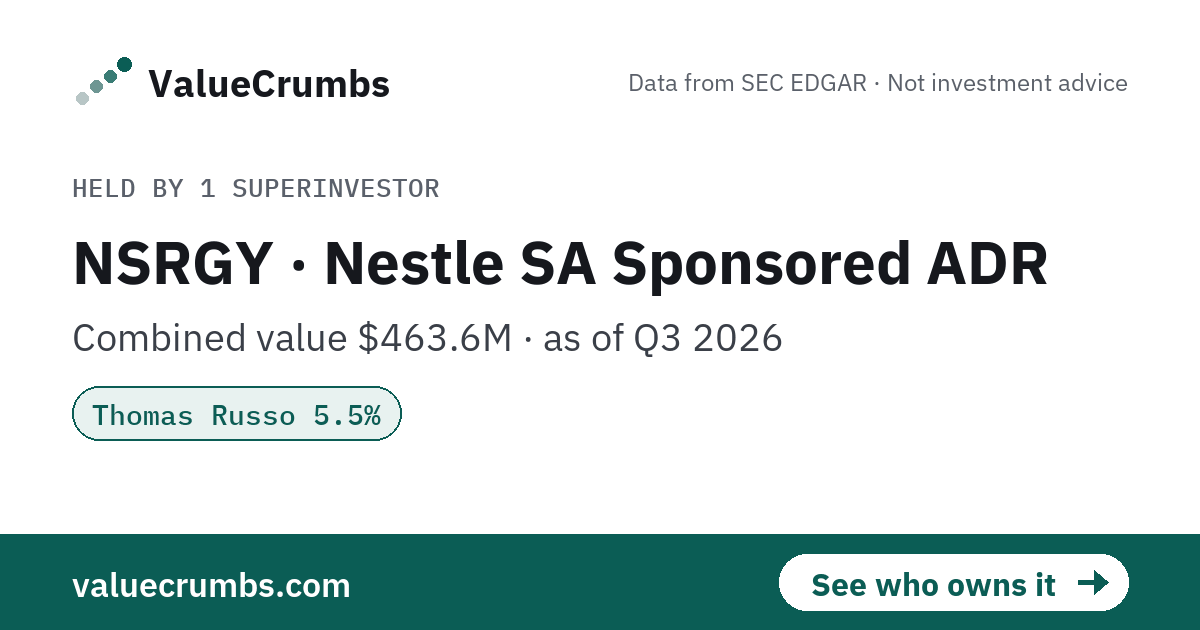 ValueCrumbs
Data from SEC EDGAR · Not investment advice
HELD BY 1 SUPERINVESTOR
NSRGY · Nestle SA Sponsored ADR
Combined value $463.6M · as of Q3 2026
Thomas Russo 5.5%
valuecrumbs.com
See who owns it →